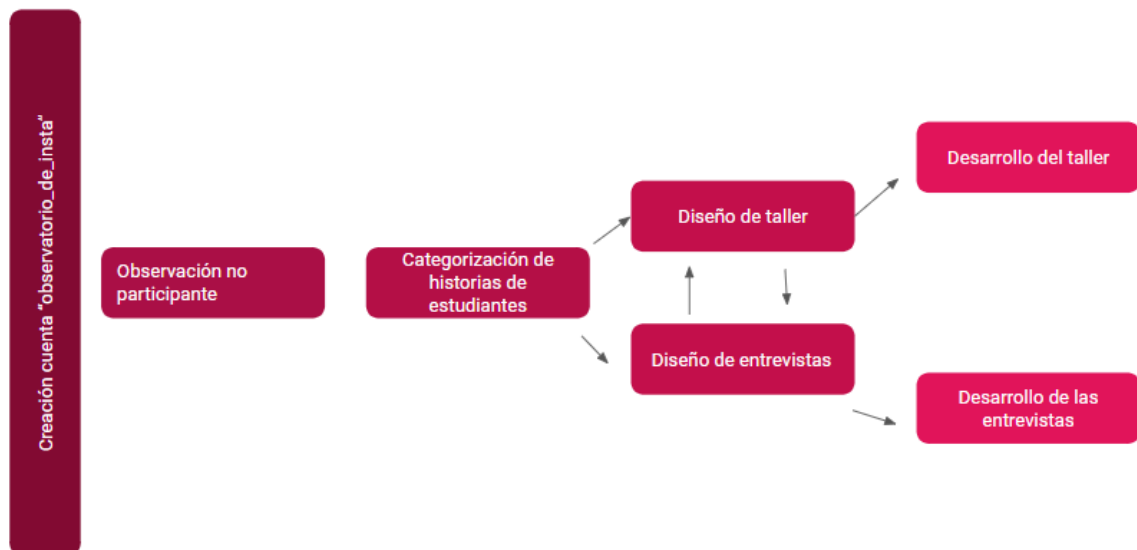 Creación cuenta “observatorio_de_insta“
Observación no
participante
Categorización de
historias de
estudiantes
Diseño de taller
Diseño de entrevistas
Desarrollo del taller
Desarrollo de las
entrevistas